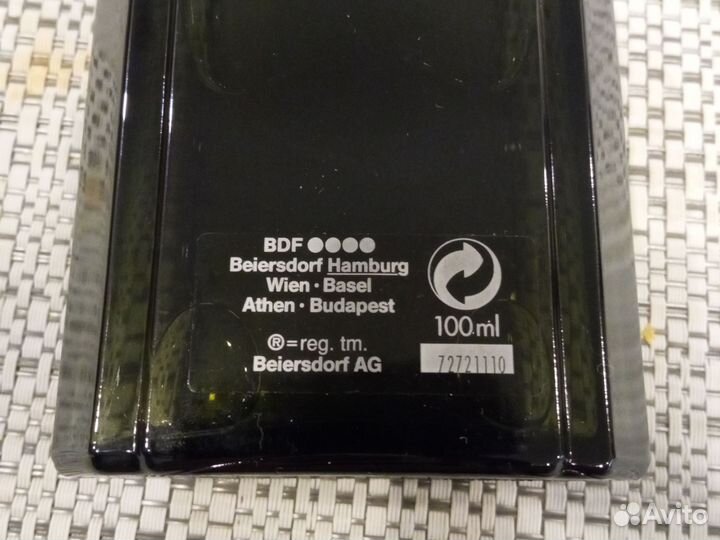 BDF ●●●●
Beiersdorf Hamburg
Wien · Basel
Athen · Budapest
®=reg. tm.
Beiersdorf AG
100 ml
72721110
Avito